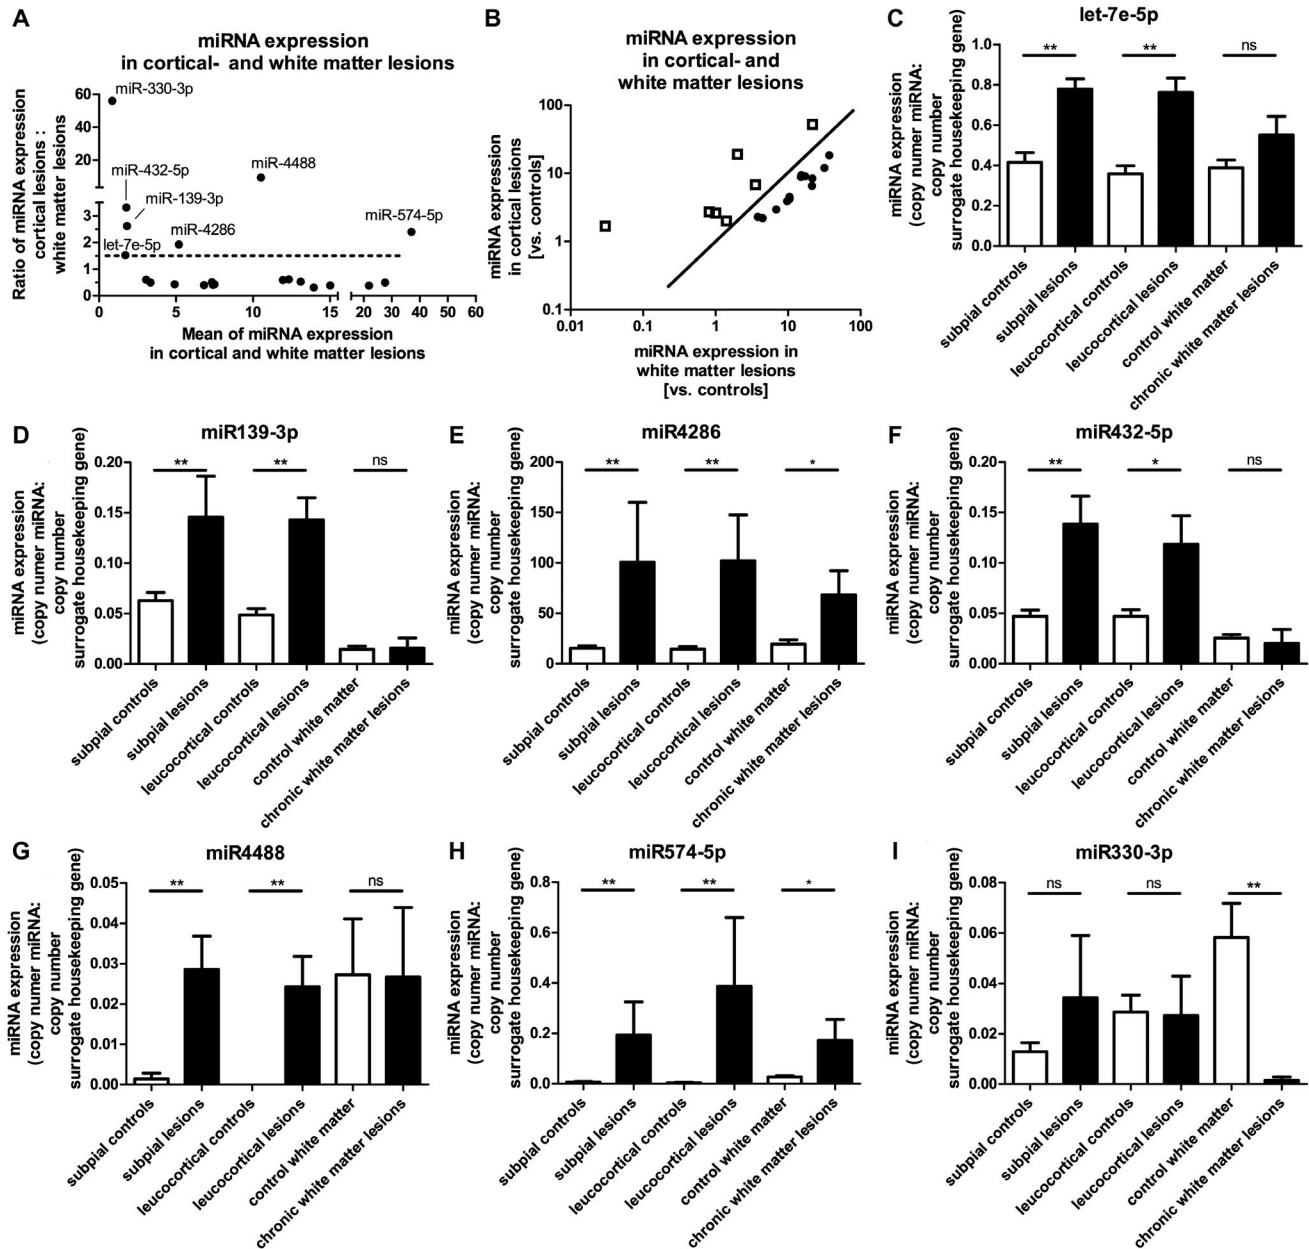 A
miRNA expression
in cortical- and white matter lesions
Ratio of miRNA expression
cortical lesions :
white matter lesions
60
40
20
3
2
1
0
miR-330-3p
miR-432-5p
miR-139-3p
let-7e-5p
miR-4286
miR-4488
miR-574-5p
0 5 10 15 20 30 40 50 60
Mean of miRNA expression
in cortical and white matter lesions
B
miRNA expression
in cortical- and
white matter lesions
miRNA expression
in cortical lesions
[vs. controls]
100
10
1
0.1
0.01 0.1 1 10 100
miRNA expression in
white matter lesions
[vs. controls]
C
let-7e-5p
miRNA expression
(copy numer miRNA:
copy number
surrogate housekeeping gene)
1.0
0.8
0.6
0.4
0.2
0.0
** ** ns
subpial controls
subpial lesions
leucocortical controls
leucocortical lesions
control white matter
chronic white matter lesions
D
miR139-3p
miRNA expression
(copy numer miRNA:
copy number
surrogate housekeeping gene)
0.20
0.15
0.10
0.05
0.00
** ** ns
subpial controls
subpial lesions
leucocortical controls
leucocortical lesions
control white matter
chronic white matter lesions
E
miR4286
miRNA expression
(copy numer miRNA:
copy number
surrogate housekeeping gene)
200
150
100
50
0
** ** *
subpial controls
subpial lesions
leucocortical controls
leucocortical lesions
control white matter
chronic white matter lesions
F
miR432-5p
miRNA expression
(copy numer miRNA:
copy number
surrogate housekeeping gene)
0.20
0.15
0.10
0.05
0.00
** * ns
subpial controls
subpial lesions
leucocortical controls
leucocortical lesions
control white matter
chronic white matter lesions
G
miR4488
miRNA expression
(copy numer miRNA:
copy number
surrogate housekeeping gene)
0.05
0.04
0.03
0.02
0.01
0.00
** ** ns
subpial controls
subpial lesions
leucocortical controls
leucocortical lesions
control white matter
chronic white matter lesions
H
miR574-5p
miRNA expression
(copy numer miRNA:
copy number
surrogate housekeeping gene)
0.8
0.6
0.4
0.2
0.0
** ** *
subpial controls
subpial lesions
leucocortical controls
leucocortical lesions
control white matter
chronic white matter lesions
I
miR330-3p
miRNA expression
(copy numer miRNA:
copy number
surrogate housekeeping gene)
0.08
0.06
0.04
0.02
0.00
ns ns **
subpial controls
subpial lesions
leucocortical controls
leucocortical lesions
control white matter
chronic white matter lesions